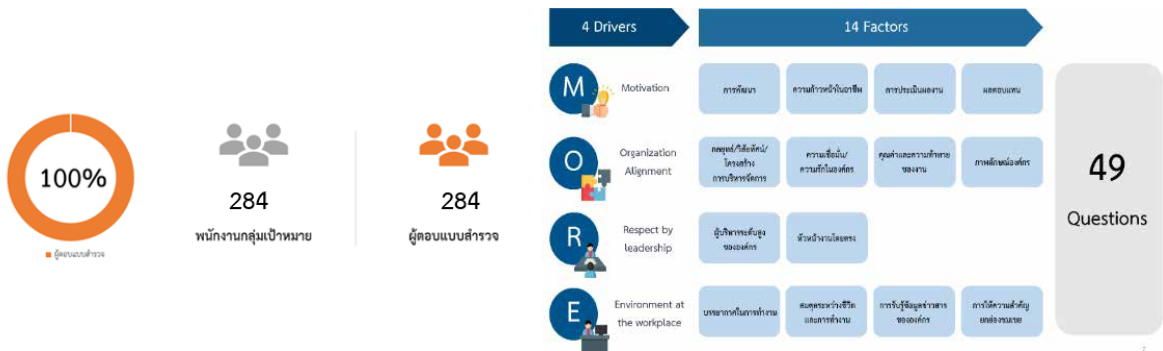 100%
ผู้ตอบแบบสำรวจ
284
พนักงานกลุ่มเป้าหมาย
284
ผู้ตอบแบบสำรวจ
4 Drivers
14 Factors
M
Motivation
การพัฒนา
ความก้าวหน้าในอาชีพ
การประเมินผลงาน
ผลตอบแทน
O
Organization
Alignment
กลยุทธ์/วิสัยทัศน์/
โครงสร้าง
การบริหารจัดการ
ความเชื่อมั่น/
ความรักในองค์กร
คุณค่าและความท้าทาย
ของงาน
ภาพลักษณ์องค์กร
R
Respect by
leadership
ผู้บริหารระดับสูง
ขององค์กร
หัวหน้างานโดยตรง
E
Environment at
the workplace
บรรยากาศในการทำงาน
สมดุลระหว่างชีวิต
และการทำงาน
การรับรู้ข้อมูลข่าวสาร
ขององค์กร
การให้ความสำคัญ
ยกย่องชมเชย
49
Questions